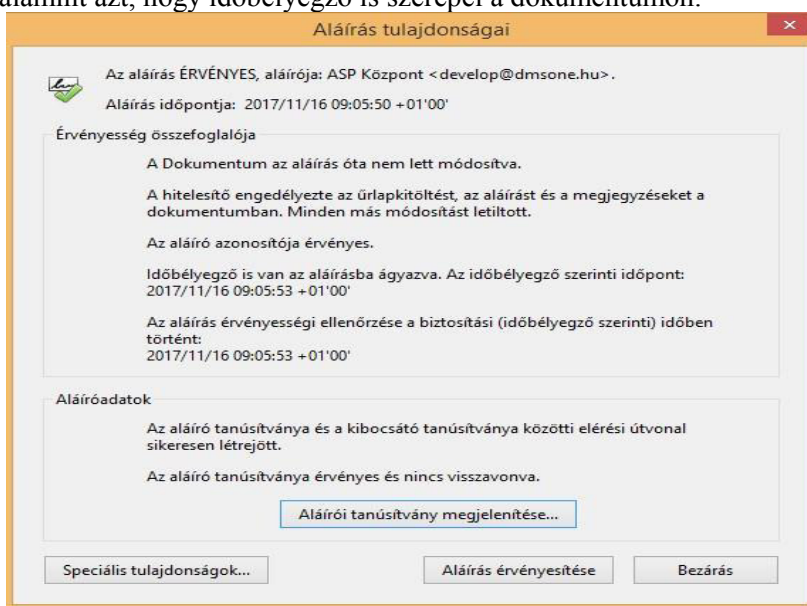 azt, hogy időbélyegző is szerepel a dokumentumon.
Aláírás tulajdonságai
Az aláírás ÉRVÉNYES, aláírója: ASP Központ <develop@dmsone.hu>.
Aláírás időpontja: 2017/11/16 09:05:50 +01'00'
Érvényesség összefoglalója
A Dokumentum az aláírás óta nem lett módosítva.
A hitelesítő engedélyezte az űrlapkitöltést, az aláírást és a megjegyzéseket a
dokumentumban. Minden más módosítást letiltott.
Az aláíró azonosítója érvényes.
Időbélyegző is van az aláírásba ágyazva. Az időbélyegző szerinti időpont:
2017/11/16 09:05:53 +01'00'
Az aláírás érvényességi ellenőrzése a biztosítási (időbélyegző szerinti) időben
történt:
2017/11/16 09:05:53 +01'00'
Aláíróadatok
Az aláíró tanúsítványa és a kibocsátó tanúsítványa közötti elérési útvonal
sikeresen létrejött.
Az aláíró tanúsítványa érvényes és nincs visszavonva.
Aláírói tanúsítvány megjelenítése...
Speciális tulajdonságok...
Aláírás érvényesítése
Bezárás